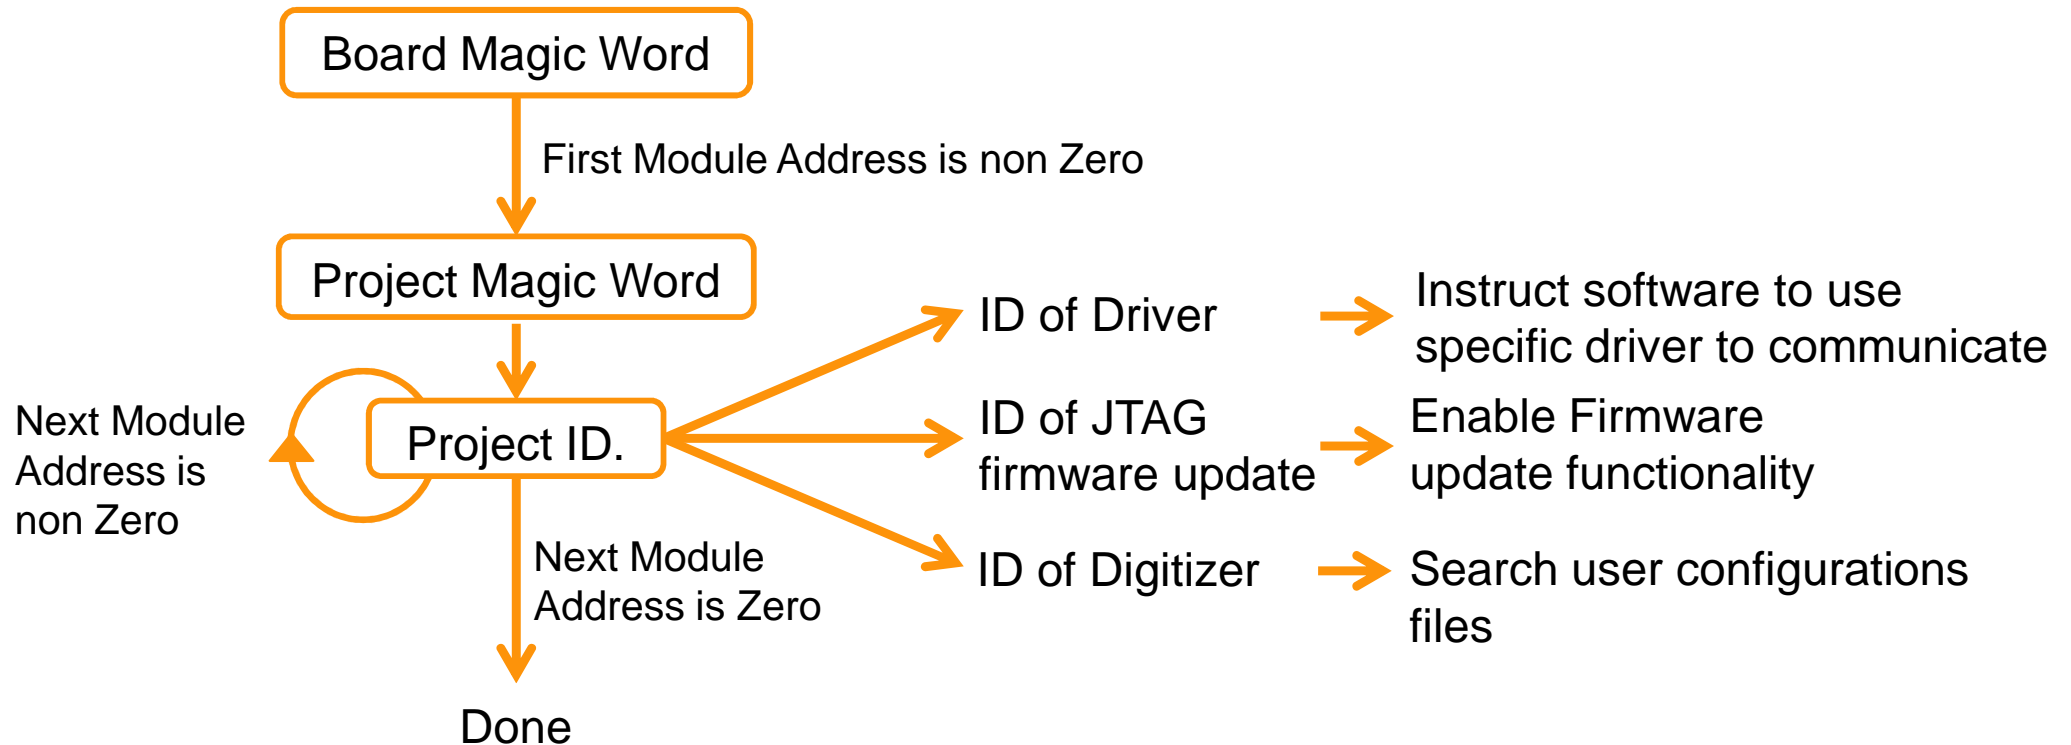 Board Magic Word
First Module Address is non Zero
Project Magic Word
ID of Driver
Instruct software to use
specific driver to communicate
Next Module
Address is
non Zero
Project ID.
ID of JTAG
firmware update
Enable Firmware
update functionality
Next Module
Address is Zero
ID of Digitizer
Search user configurations
files
Done